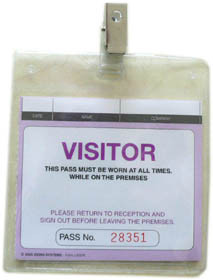 DATE NAME COMPANY
VISITOR
THIS PASS MUST BE WORN AT ALL TIMES.
WHILE ON THE PREMISES
PLEASE RETURN TO RECEPTION AND
SIGN OUT BEFORE LEAVING THE PREMISES.
PASS No. 28351